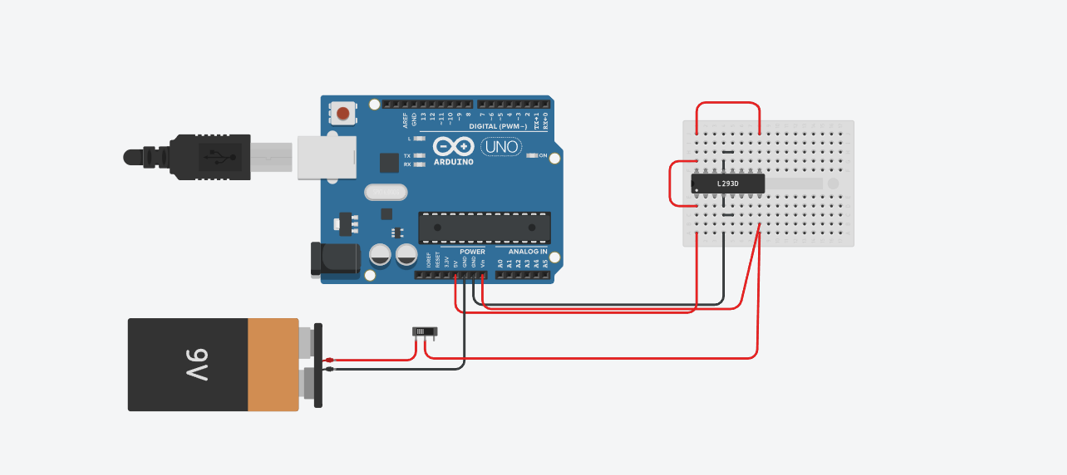 AREF
GND
13
12
~11
~10
~9
8
7
~6
~5
4
~3
2
TX→1
RX←0
DIGITAL (PWM~)
L
TX
RX
ARDUINO
UNO
ON
L293D
POWER
ANALOG IN
IOREF
RESET
3.3V
5V
GND
GND
Vin
A0
A1
A2
A3
A4
A5
9V